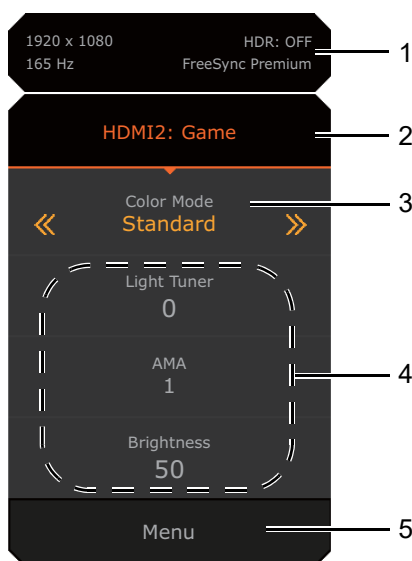 1920 x 1080 HDR: OFF
165 Hz FreeSync Premium
1
HDMI2: Game
2
Color Mode
Standard
3
Light Tuner
0
AMA
1
4
Brightness
50
Menu
5